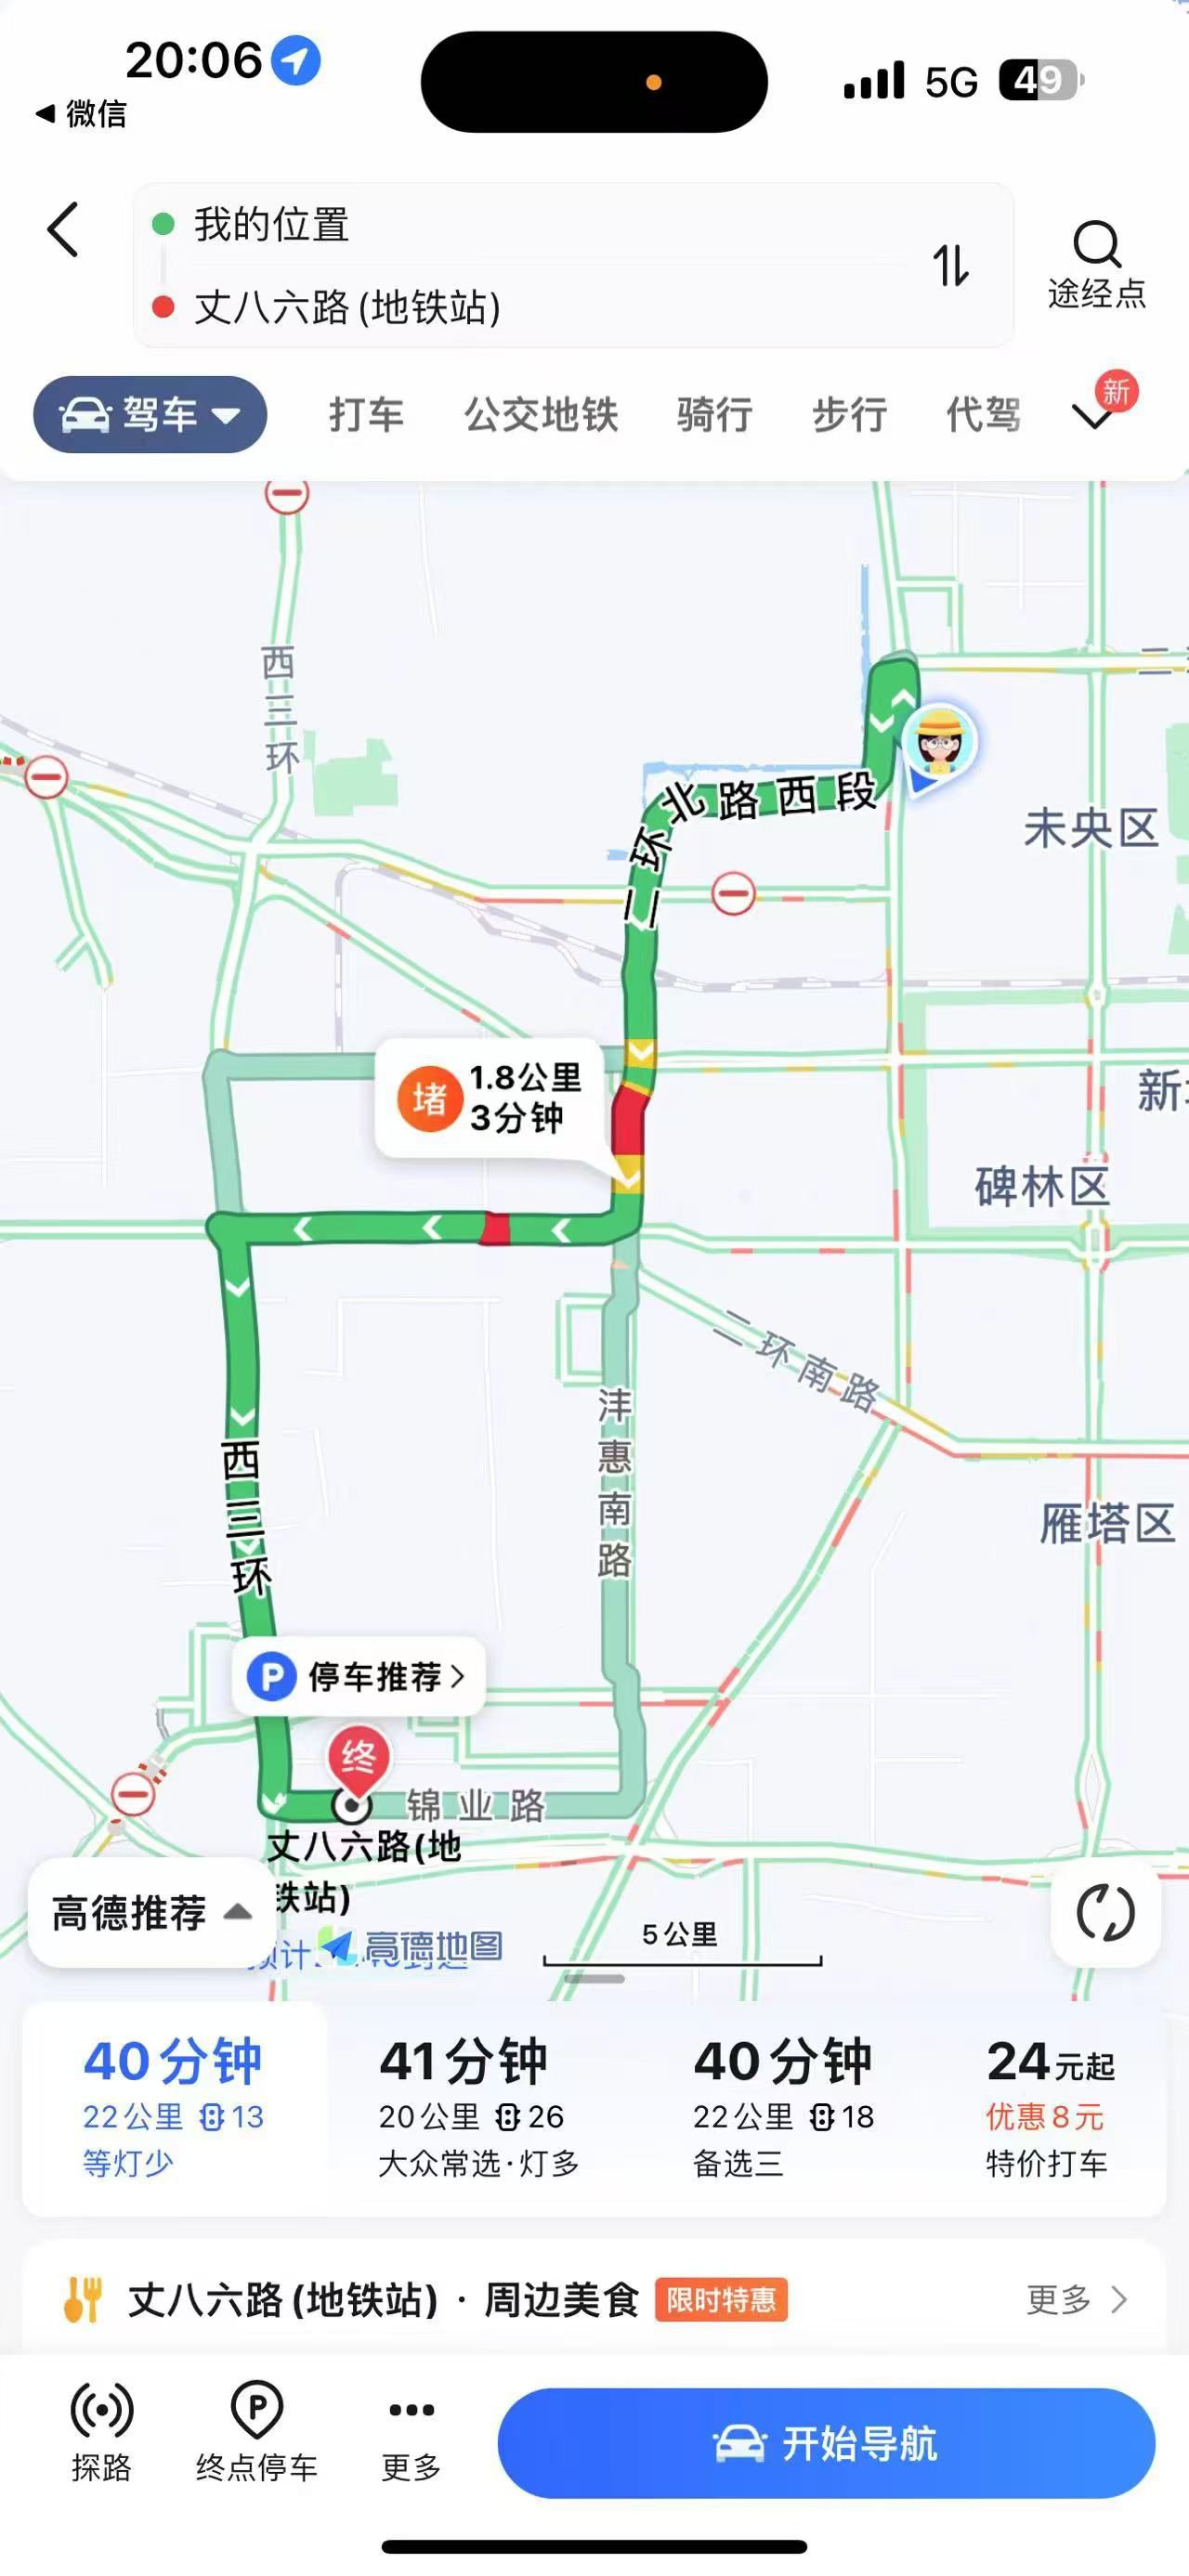 20:06
5G
49
微信
我的位置
丈八六路(地铁站)
途经点
驾车
打车
公交地铁
骑行
步行
代驾
新
西三环
二环北路西段
未央区
堵
1.8公里
3分钟
碑林区
二环南路
沣惠南路
雁塔区
西三环
P
停车推荐
终
锦业路
丈八六路(地
铁站)
高德推荐
高德地图
5公里
40分钟
22公里 13
等灯少
41分钟
20公里 26
大众常选·灯多
40分钟
22公里 18
备选三
24元起
优惠8元
特价打车
丈八六路(地铁站)·周边美食
限时特惠
更多
探路
P
终点停车
更多
开始导航